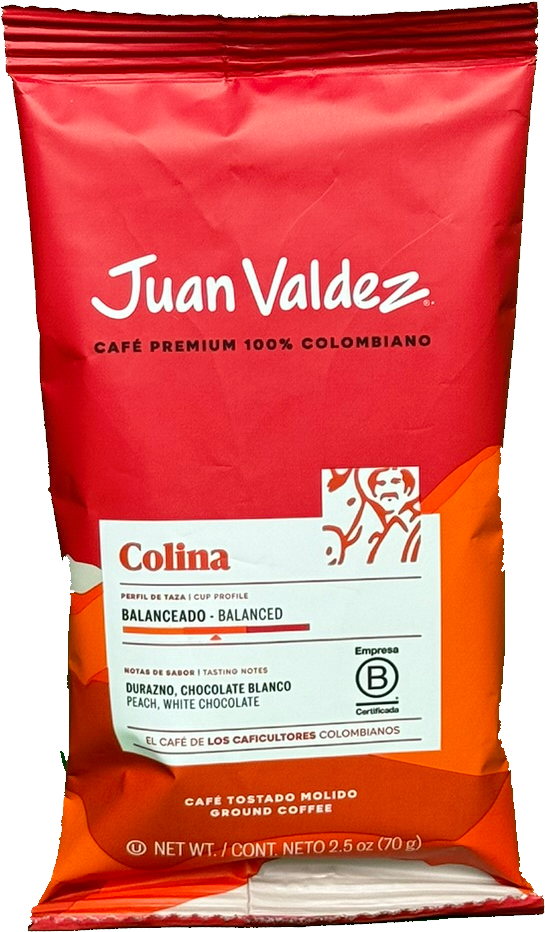 Juan Valdez®.
CAFÉ PREMIUM 100% COLOMBIANO
Colina
PERFIL DE TAZA | CUP PROFILE
BALANCEADO - BALANCED
NOTAS DE SABOR | TASTING NOTES
DURAZNO, CHOCOLATE BLANCO
PEACH, WHITE CHOCOLATE
Empresa
B
Certificada
EL CAFÉ DE LOS CAFICULTORES COLOMBIANOS
CAFÉ TOSTADO MOLIDO
GROUND COFFEE
U NET WT. / CONT. NETO 2.5 oz (70 g)